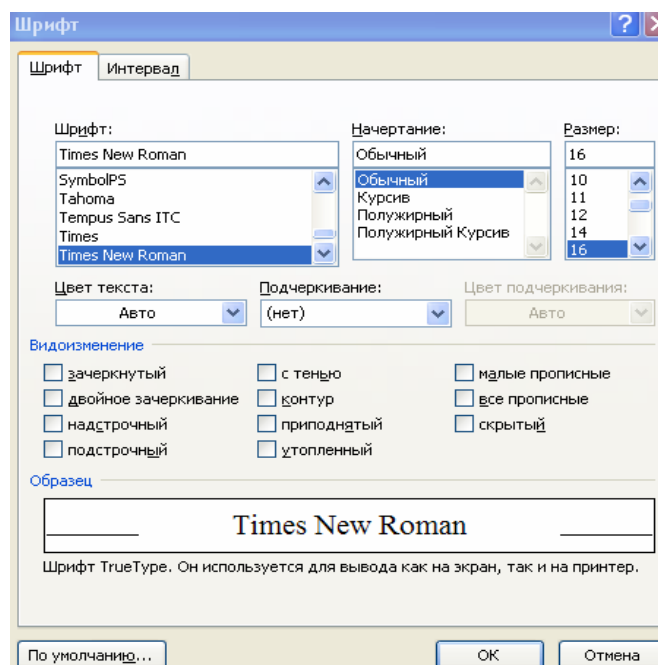 Шрифт
?
Шрифт Интервал
Шрифт: Начертание: Размер:
Times New Roman Обычный 16
SymbolPS Обычный 10
Tahoma Курсив 11
Tempus Sans ITC Полужирный 12
Times Полужирный Курсив 14
Times New Roman 16
Цвет текста: Подчеркивание: Цвет подчеркивания:
Авто (нет) Авто
Видоизменение
зачеркнутый с тенью малые прописные
двойное зачеркивание контур все прописные
надстрочный приподнятый скрытый
подстрочный утопленный
Образец
Times New Roman
Шрифт TrueType. Он используется для вывода как на экран, так и на принтер.
По умолчанию... ОК Отмена